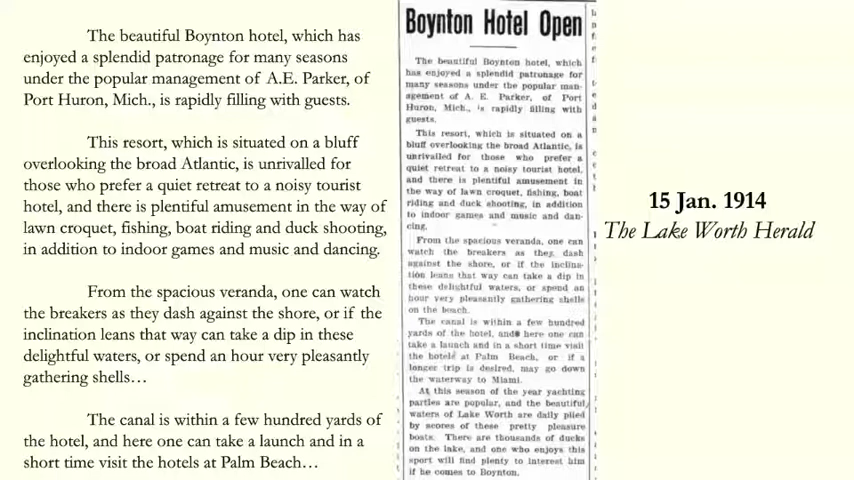 The beautiful Boynton hotel, which has
enjoyed a splendid patronage for many seasons
under the popular management of A.E. Parker, of
Port Huron, Mich., is rapidly filling with guests.
This resort, which is situated on a bluff
overlooking the broad Atlantic, is unrivalled for
those who prefer a quiet retreat to a noisy tourist
hotel, and there is plentiful amusement in the way of
lawn croquet, fishing, boat riding and duck shooting,
in addition to indoor games and music and dancing.
From the spacious veranda, one can watch
the breakers as they dash against the shore, or if the
inclination leans that way can take a dip in these
delightful waters, or spend an hour very pleasantly
gathering shells…
The canal is within a few hundred yards of
the hotel, and here one can take a launch and in a
short time visit the hotels at Palm Beach…
Boynton Hotel Open
The beautiful Boynton hotel, which
has enjoyed a splendid patronage for
many seasons under the popular man-
agement of A. E. Parker, of Port
Huron, Mich., is rapidly filling with
guests.
This resort, which is situated on a
bluff overlooking the broad Atlantic, is
unrivalled for those who prefer a
quiet retreat to a noisy tourist hotel,
and there is plentiful amusement in
the way of lawn croquet, fishing, boat
riding and duck shooting, in addition
to indoor games and music and dan-
cing.
From the spacious veranda, one can
watch the breakers as they dash
against the shore, or if the inclina-
tion leans that way can take a dip in
these delightful waters, or spend an
hour very pleasantly gathering shells
on the beach.
The canal is within a few hundred
yards of the hotel, and here one can
take a launch and in a short time visit
the hotels at Palm Beach, or if a
longer trip is desired, may go down
the waterway to Miami.
At this season of the year yachting
parties are popular, and the beautiful
waters of Lake Worth are daily plied
by scores of these pretty pleasure
boats. There are thousands of ducks
on the lake, and one who enjoys this
sport will find plenty to interest him
if he comes to Boynton.
15 Jan. 1914
The Lake Worth Herald